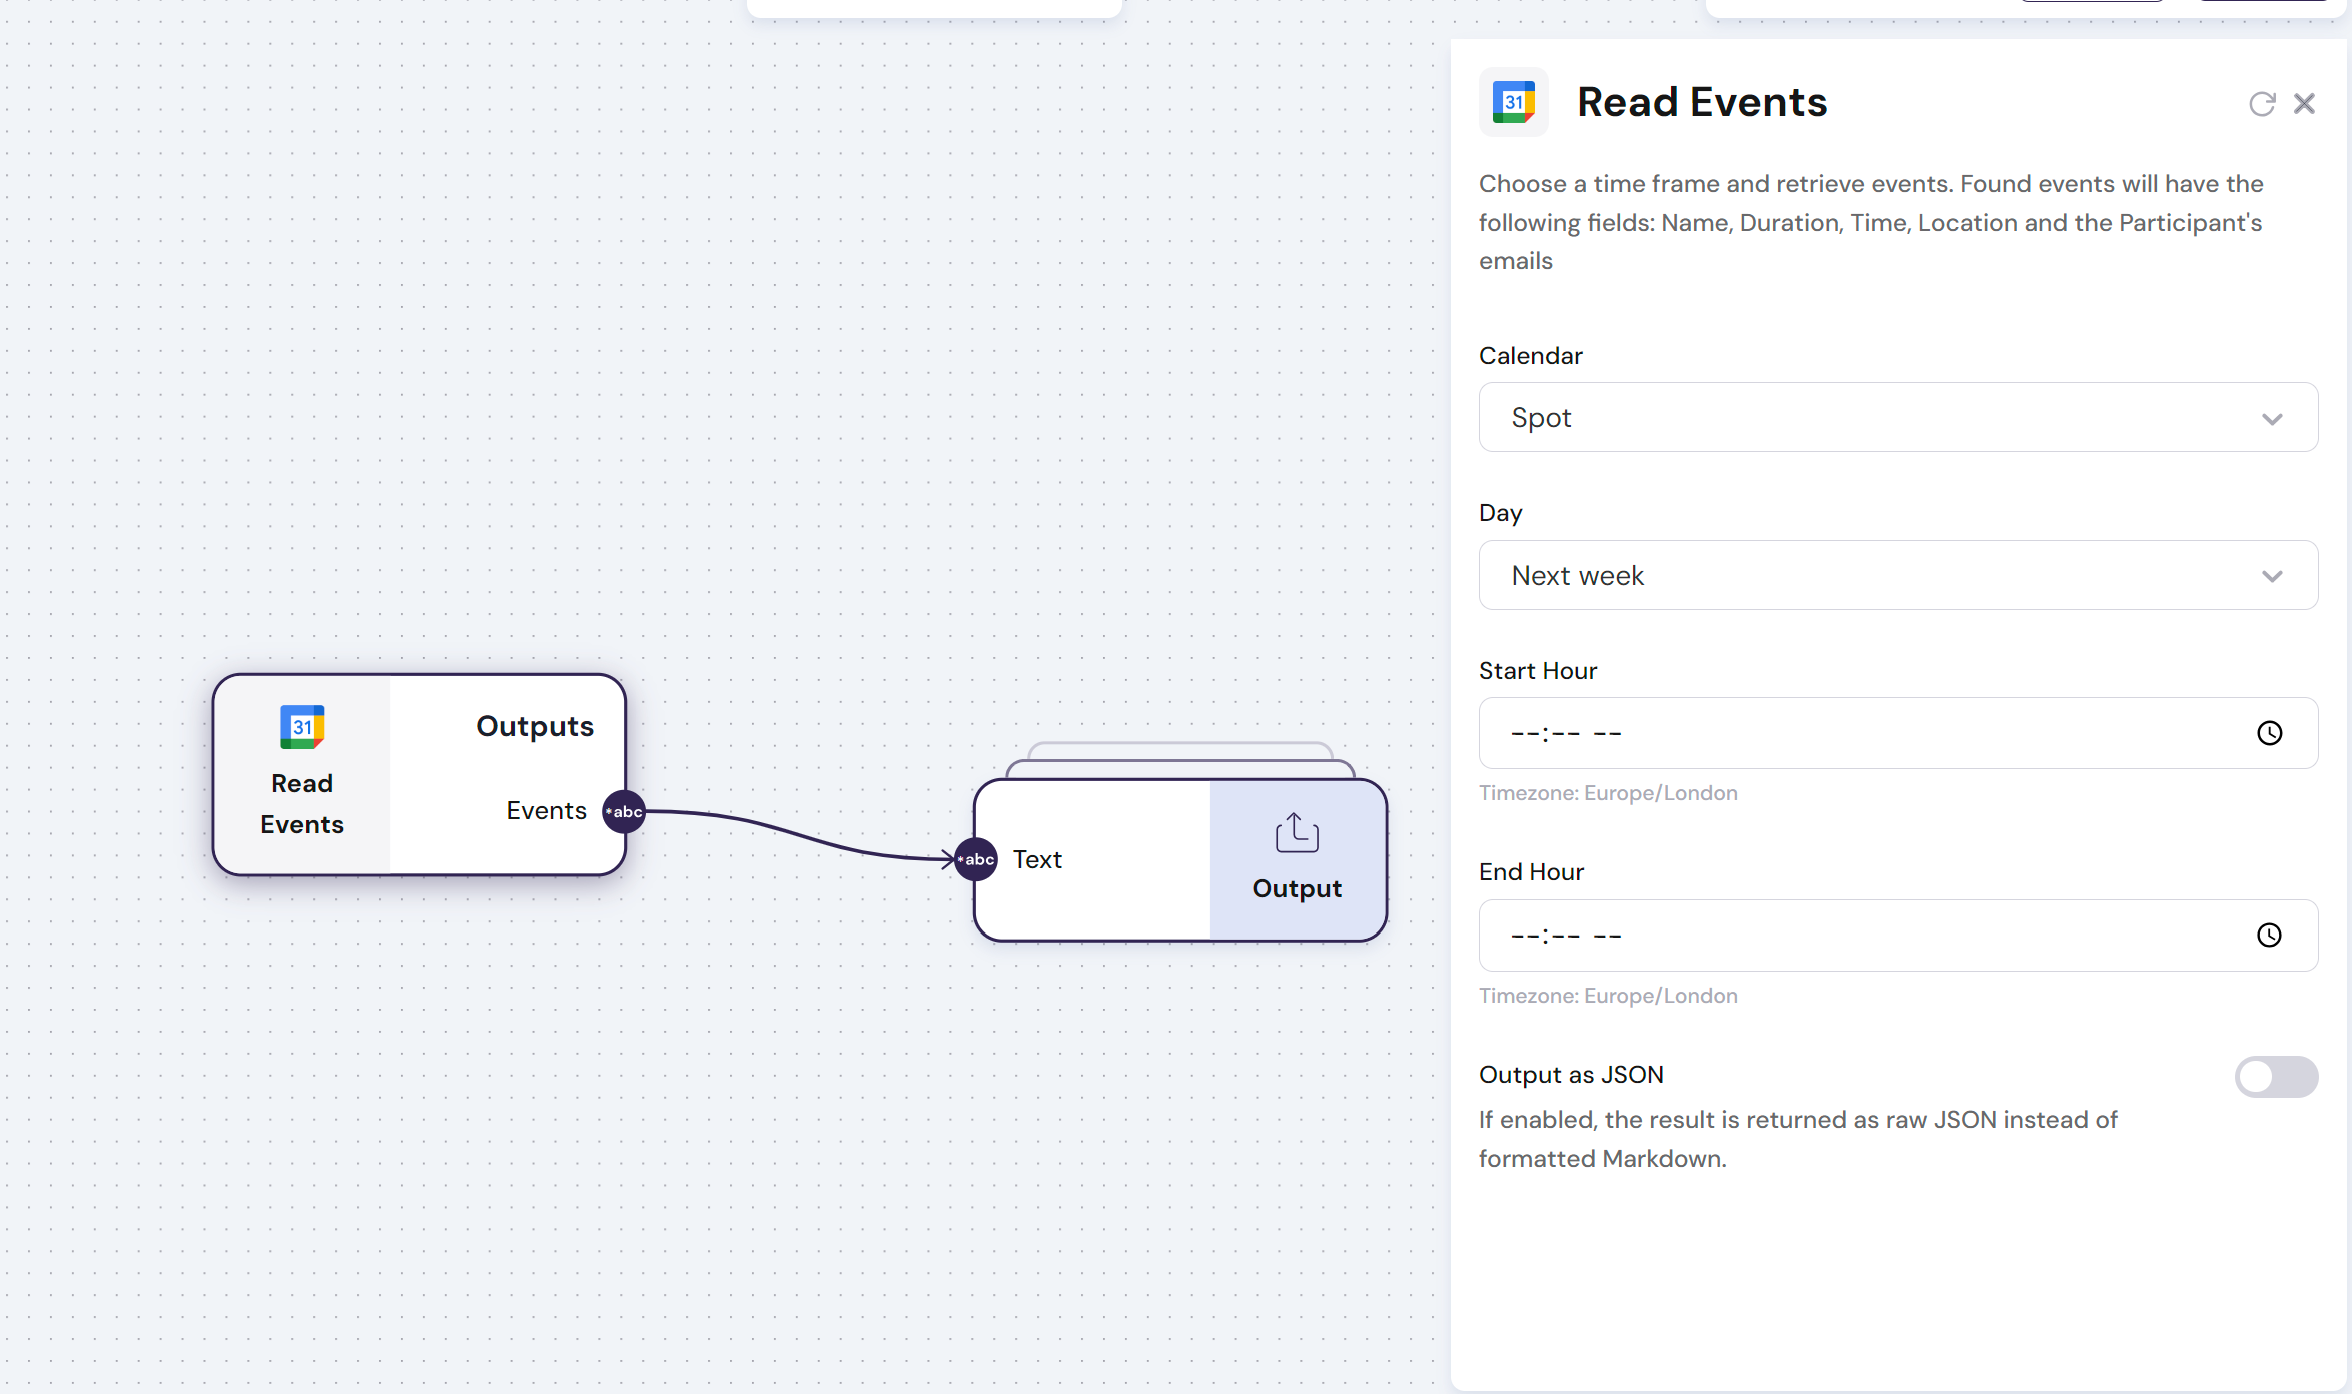 31
Read
Events
Outputs
Events
*abc
*abc
Text
Output
31
Read Events
Choose a time frame and retrieve events. Found events will have the
following fields: Name, Duration, Time, Location and the Participant's
emails
Calendar
Spot
Day
Next week
Start Hour
--:-- --
Timezone: Europe/London
End Hour
--:-- --
Timezone: Europe/London
Output as JSON
If enabled, the result is returned as raw JSON instead of
formatted Markdown.